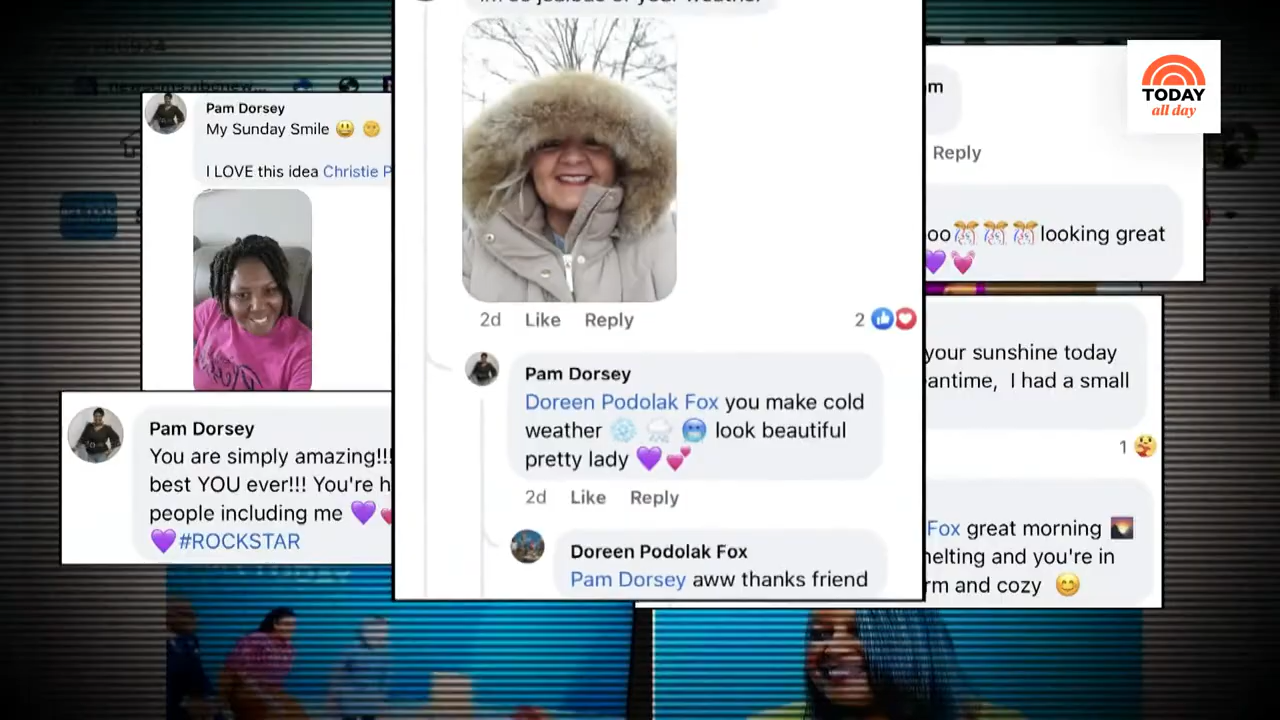 Pam Dorsey
My Sunday Smile 😃 🌞
I LOVE this idea Christie P
Pam Dorsey
You are simply amazing!!!
best YOU ever!!! You're h
people including me 💜
💜#ROCKSTAR
2d Like Reply 2
Pam Dorsey
Doreen Podolak Fox you make cold
weather ❄️ 🌨️ 🥶 look beautiful
pretty lady 💜 💕
2d Like Reply
Doreen Podolak Fox
Pam Dorsey aww thanks friend
m
Reply
oo🎊🎊🎊looking great
💜 💓
your sunshine today
antime, I had a small
1
Fox great morning 🌄
nelting and you're in
rm and cozy 😊
TODAY
all day